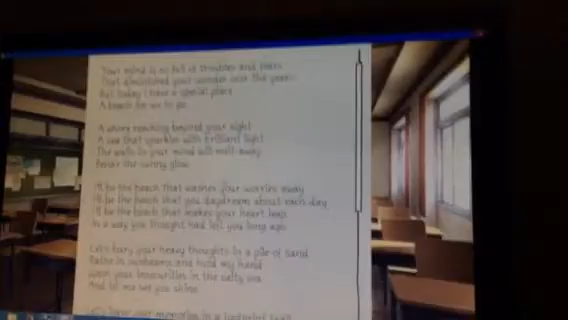 Your mind is so full of troubles and fears
That diminished your wonder over the years
But today I have a special place
A beach for us to go
A shore reaching beyond your sight
A sea that sparkles with brilliant light
The walls in your mind will melt away
Before the sunny glow
I'll be the beach that washes your worries away
I'll be the beach that you daydream about each day
I'll be the beach that makes your heart leap
In a way you thought had left you long ago
Let's bury your heavy thoughts in a pile of sand
Bathe in sunbeams and hold my hand
Wash your insecurities in the salty sea
And let me see you shine
your memories in a